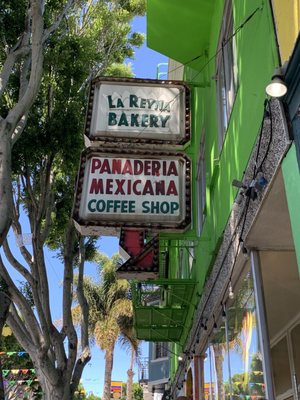 LA REYNA
BAKERY
PANADERIA
MEXICANA
COFFEE SHOP